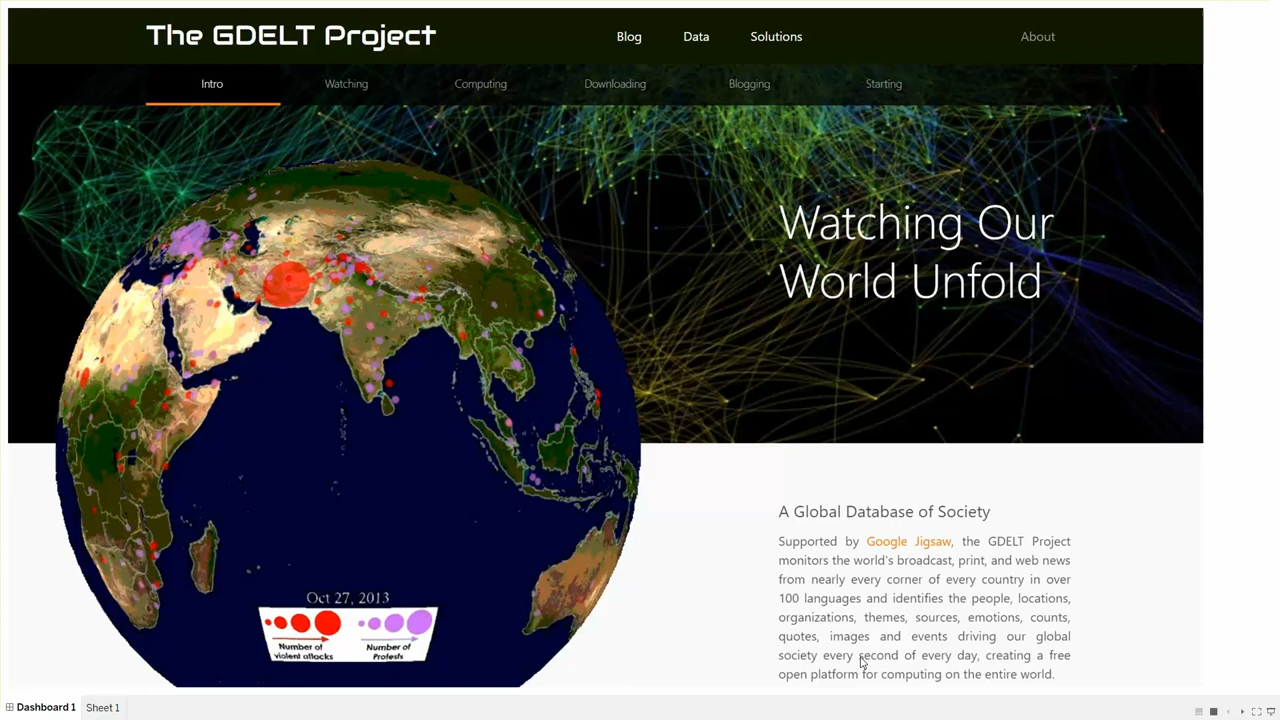 The GDELT Project
Blog
Data
Solutions
About
Intro
Watching
Computing
Downloading
Blogging
Starting
Watching Our
World Unfold
A Global Database of Society
Supported by Google Jigsaw, the GDELT Project
monitors the world's broadcast, print, and web news
from nearly every corner of every country in over
100 languages and identifies the people, locations,
organizations, themes, sources, emotions, counts,
quotes, images and events driving our global
society every second of every day, creating a free
open platform for computing on the entire world.
Oct 27, 2013
Number of
violent attacks
Number of
Protests
Dashboard 1
Sheet 1